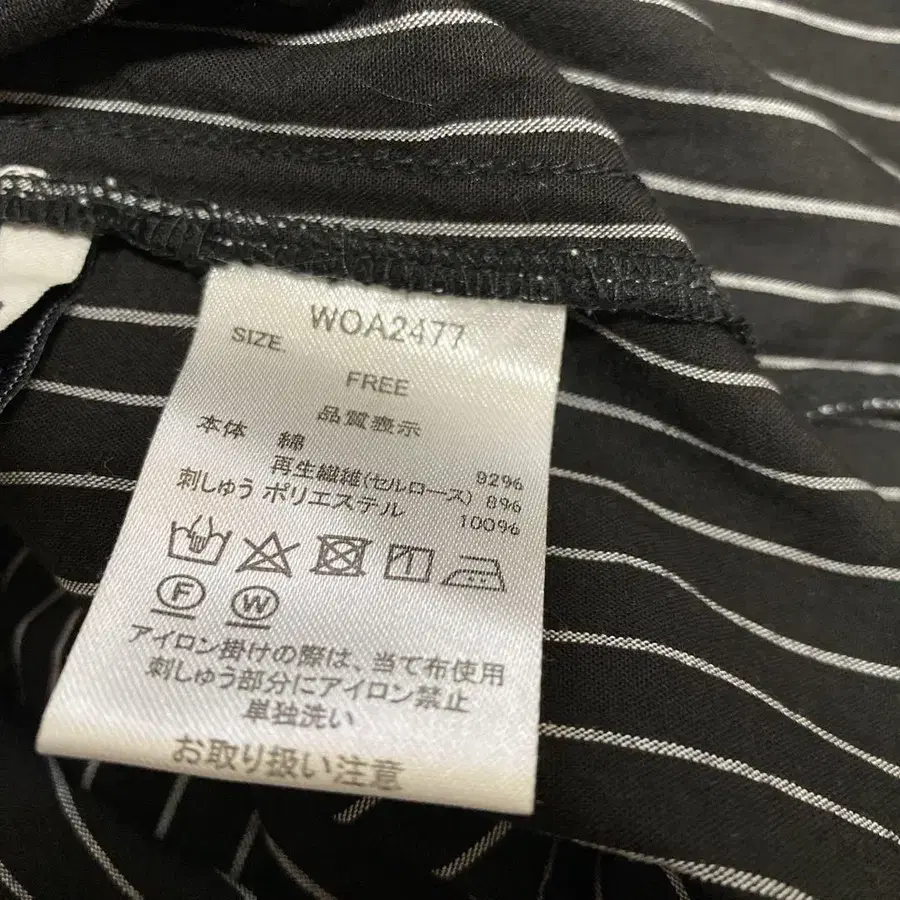 WOA2477
SIZE.
FREE
品質表示
本体 綿 92%
再生繊維(セルロース) 8%
刺しゅう ポリエステル 100%
F
W
アイロン掛けの際は、当て布使用
刺しゅう部分にアイロン禁止
単独洗い
お取り扱い注意